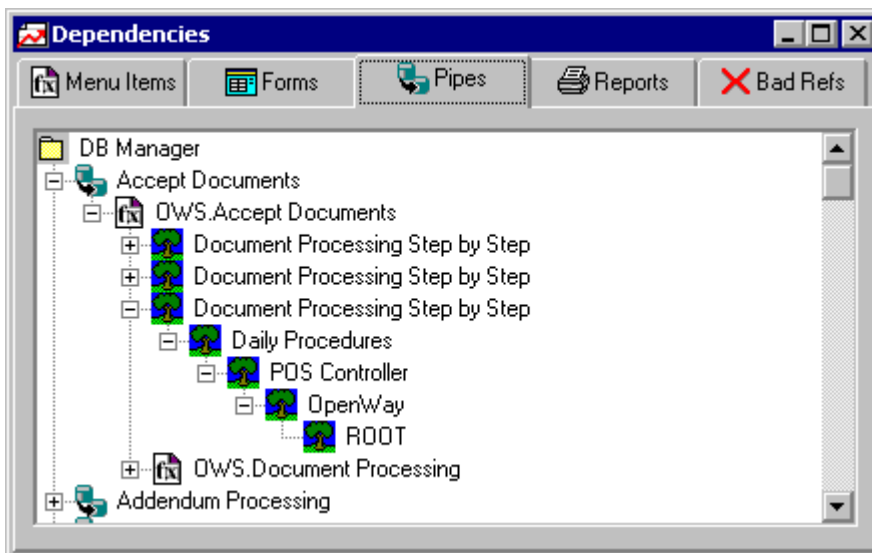 Dependencies
Menu Items
Forms
Pipes
Reports
Bad Refs
DB Manager
Accept Documents
OWS.Accept Documents
Document Processing Step by Step
Document Processing Step by Step
Document Processing Step by Step
Daily Procedures
POS Controller
OpenWay
ROOT
OWS.Document Processing
Addendum Processing